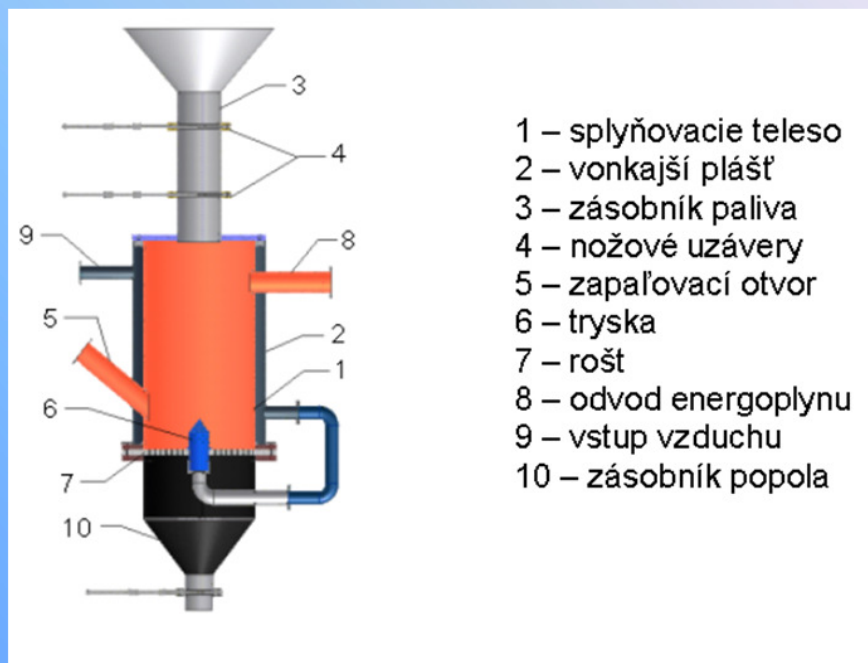 3
4
9
8
5
2
1
6
7
10
1 – splyňovacie teleso
2 – vonkajší plášť
3 – zásobník paliva
4 – nožové uzávery
5 – zapaľovací otvor
6 – tryska
7 – rošt
8 – odvod energoplynu
9 – vstup vzduchu
10 – zásobník popola